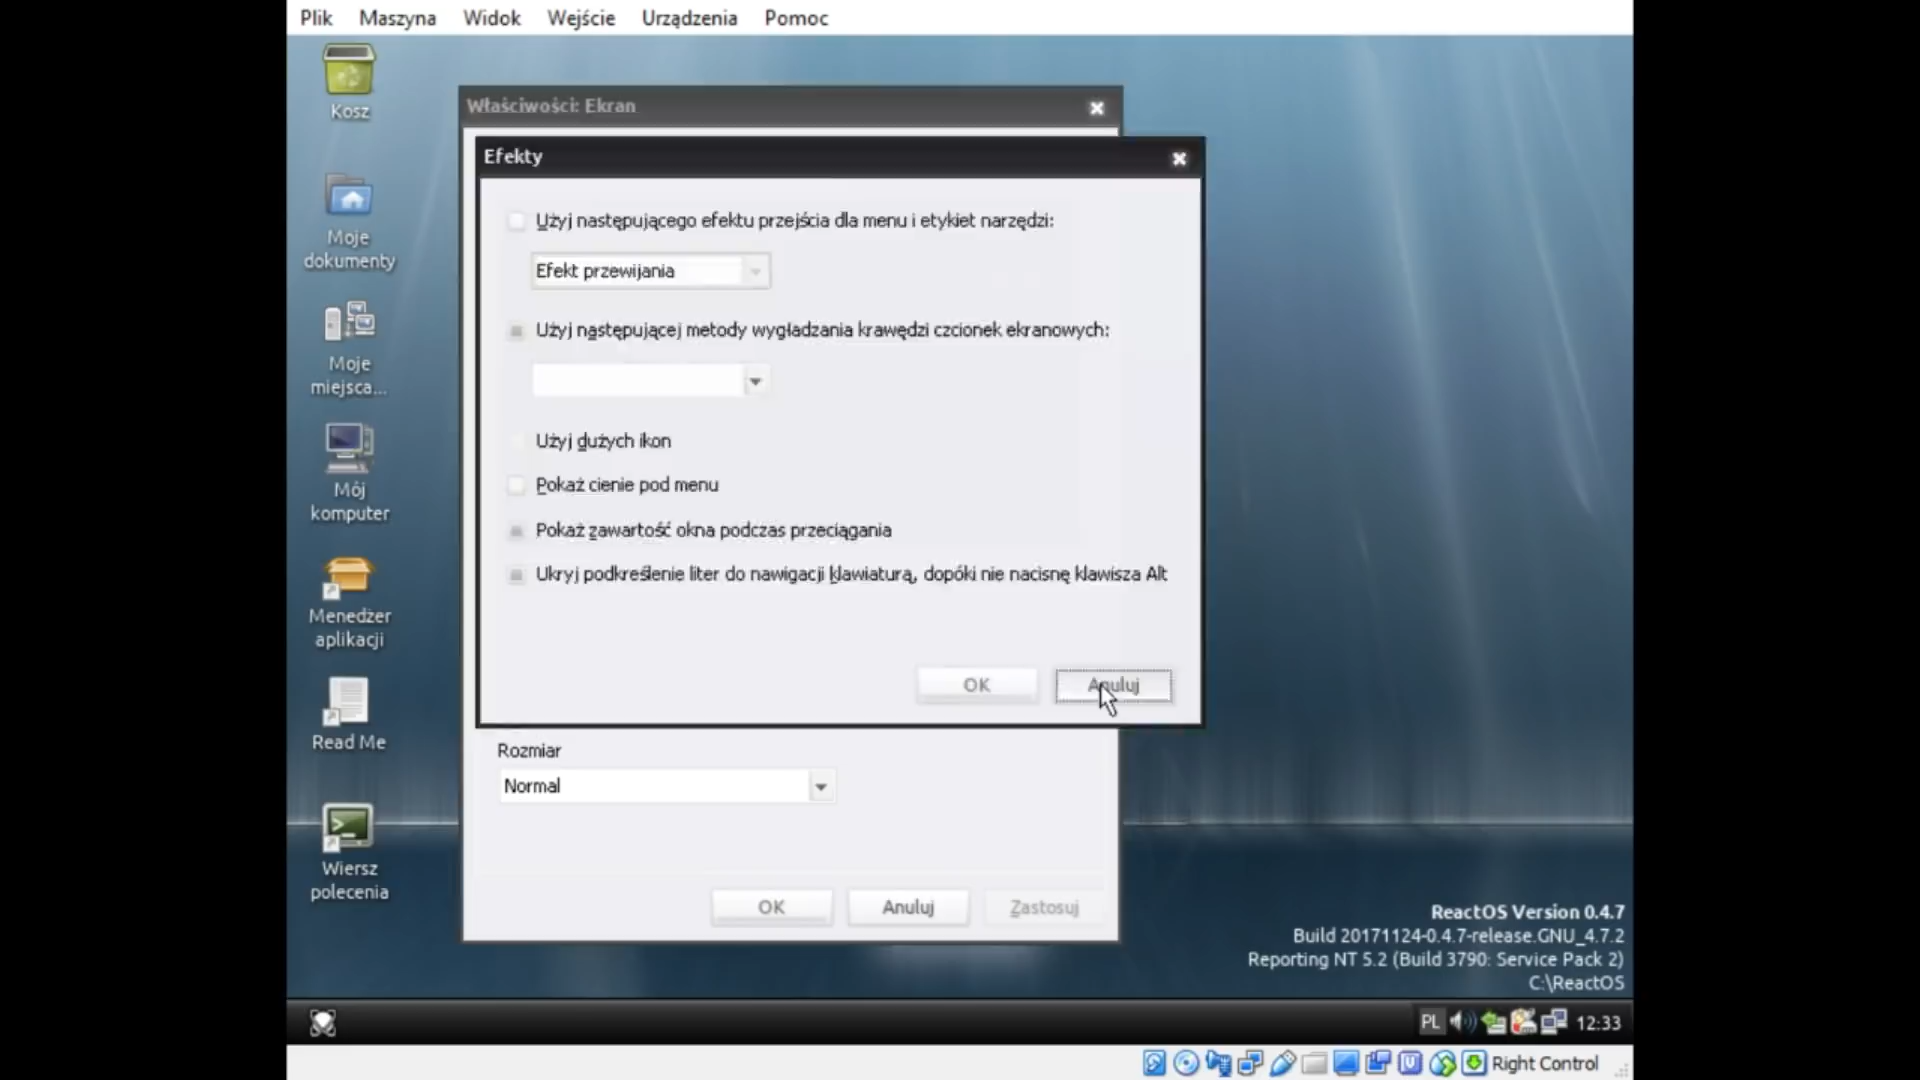 Plik Maszyna Widok Wejście Urządzenia Pomoc
Kosz
Moje
dokumenty
Moje
miejsca...
Mój
komputer
Menedżer
aplikacji
Read Me
Wiersz
polecenia
Właściwości: Ekran
Efekty
Użyj następującego efektu przejścia dla menu i etykiet narzędzi:
Efekt przewijania
Użyj następującej metody wygładzania krawędzi czcionek ekranowych:
Użyj dużych ikon
Pokaż cienie pod menu
Pokaż zawartość okna podczas przeciągania
Ukryj podkreślenie liter do nawigacji klawiaturą, dopóki nie nacisnę klawisza Alt
OK Anuluj
Rozmiar
Normal
OK Anuluj Zastosuj
ReactOS Version 0.4.7
Build 20171124-0.4.7-release.GNU_4.7.2
Reporting NT 5.2 (Build 3790: Service Pack 2)
C:\ReactOS
PL 12:33
Right Control